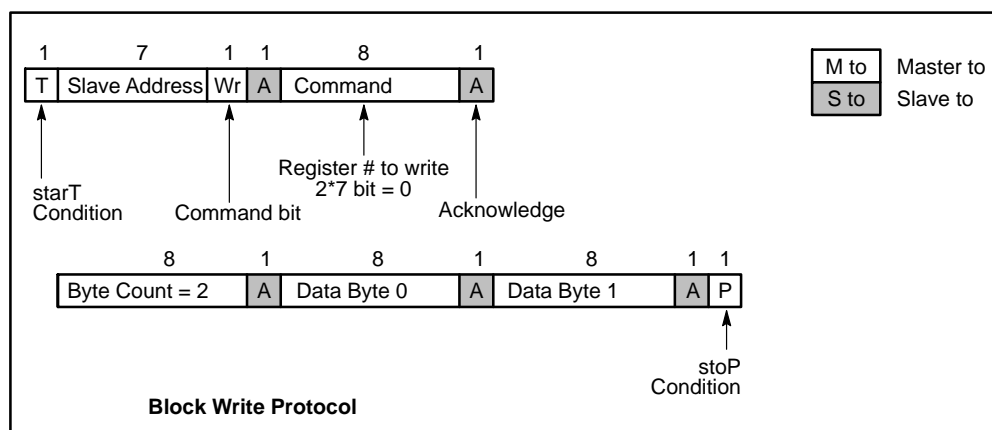 1 7 1 1 8 1
T Slave Address Wr A Command A
M to Master to
S to Slave to
Register # to write
2*7 bit = 0
starT
Condition
Command bit
Acknowledge
8 1 8 1 8 1 1
Byte Count = 2 A Data Byte 0 A Data Byte 1 A P
stoP
Condition
Block Write Protocol